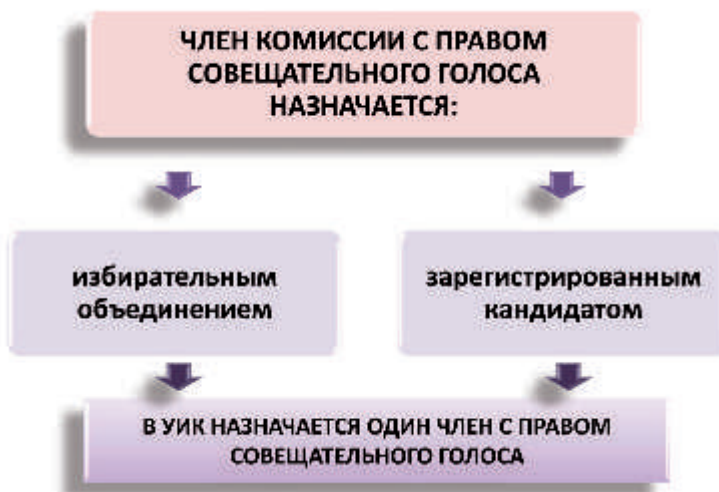 ЧЛЕН КОМИССИИ С ПРАВОМ
СОВЕЩАТЕЛЬНОГО ГОЛОСА
НАЗНАЧАЕТСЯ:
избирательным
объединением
зарегистрированным
кандидатом
В УИК НАЗНАЧАЕТСЯ ОДИН ЧЛЕН С ПРАВОМ
СОВЕЩАТЕЛЬНОГО ГОЛОСА